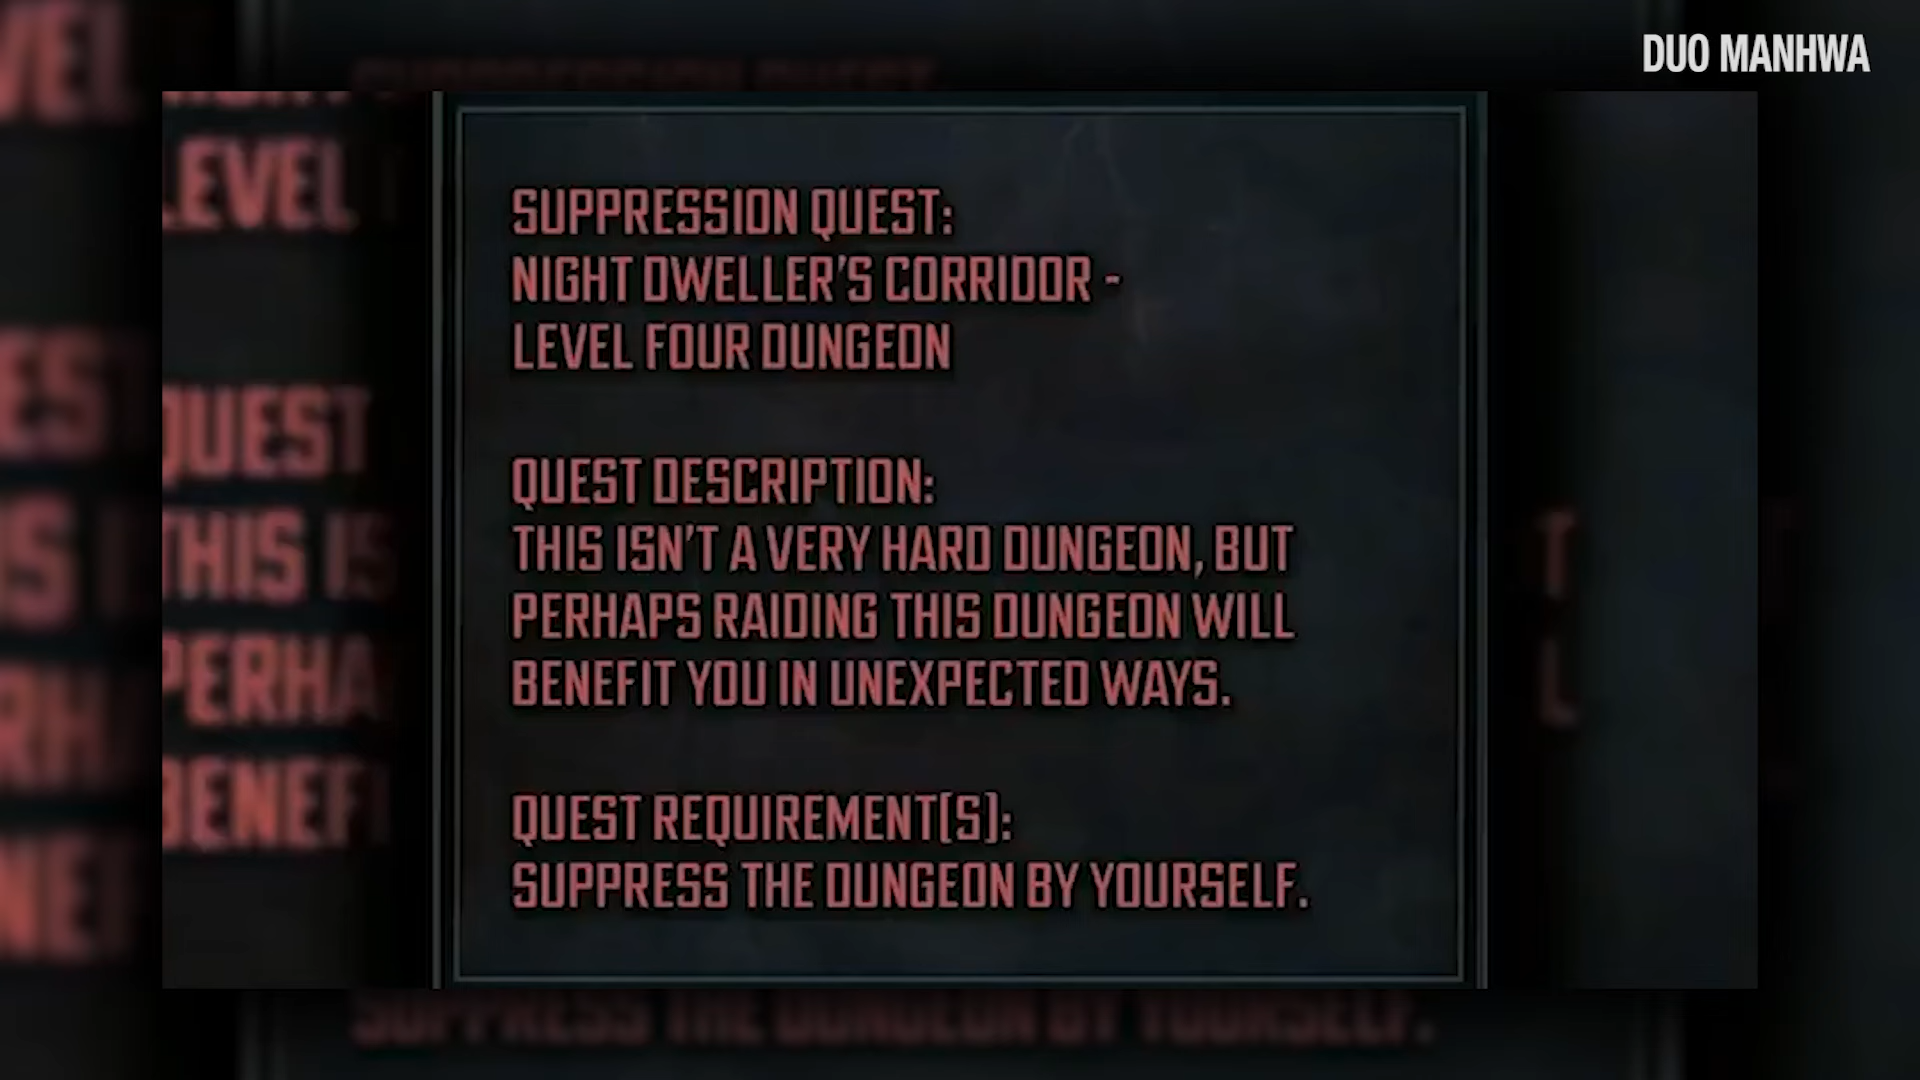 DUO MANHWA
SUPPRESSION QUEST:
NIGHT DWELLER'S CORRIDOR -
LEVEL FOUR DUNGEON
QUEST DESCRIPTION:
THIS ISN'T A VERY HARD DUNGEON, BUT
PERHAPS RAIDING THIS DUNGEON WILL
BENEFIT YOU IN UNEXPECTED WAYS.
QUEST REQUIREMENT[S]:
SUPPRESS THE DUNGEON BY YOURSELF.